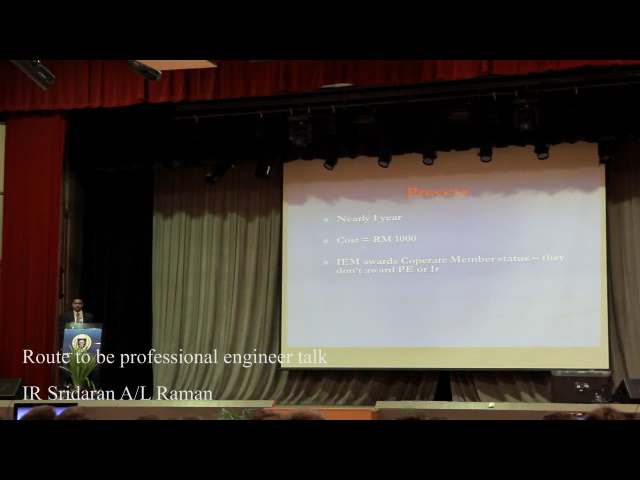 Process
Nearly 1 year
Cost = RM 1000
IEM awards Coperate Member status – they
don't award PE or Ir
Route to be professional engineer talk
IR Sridaran A/L Raman